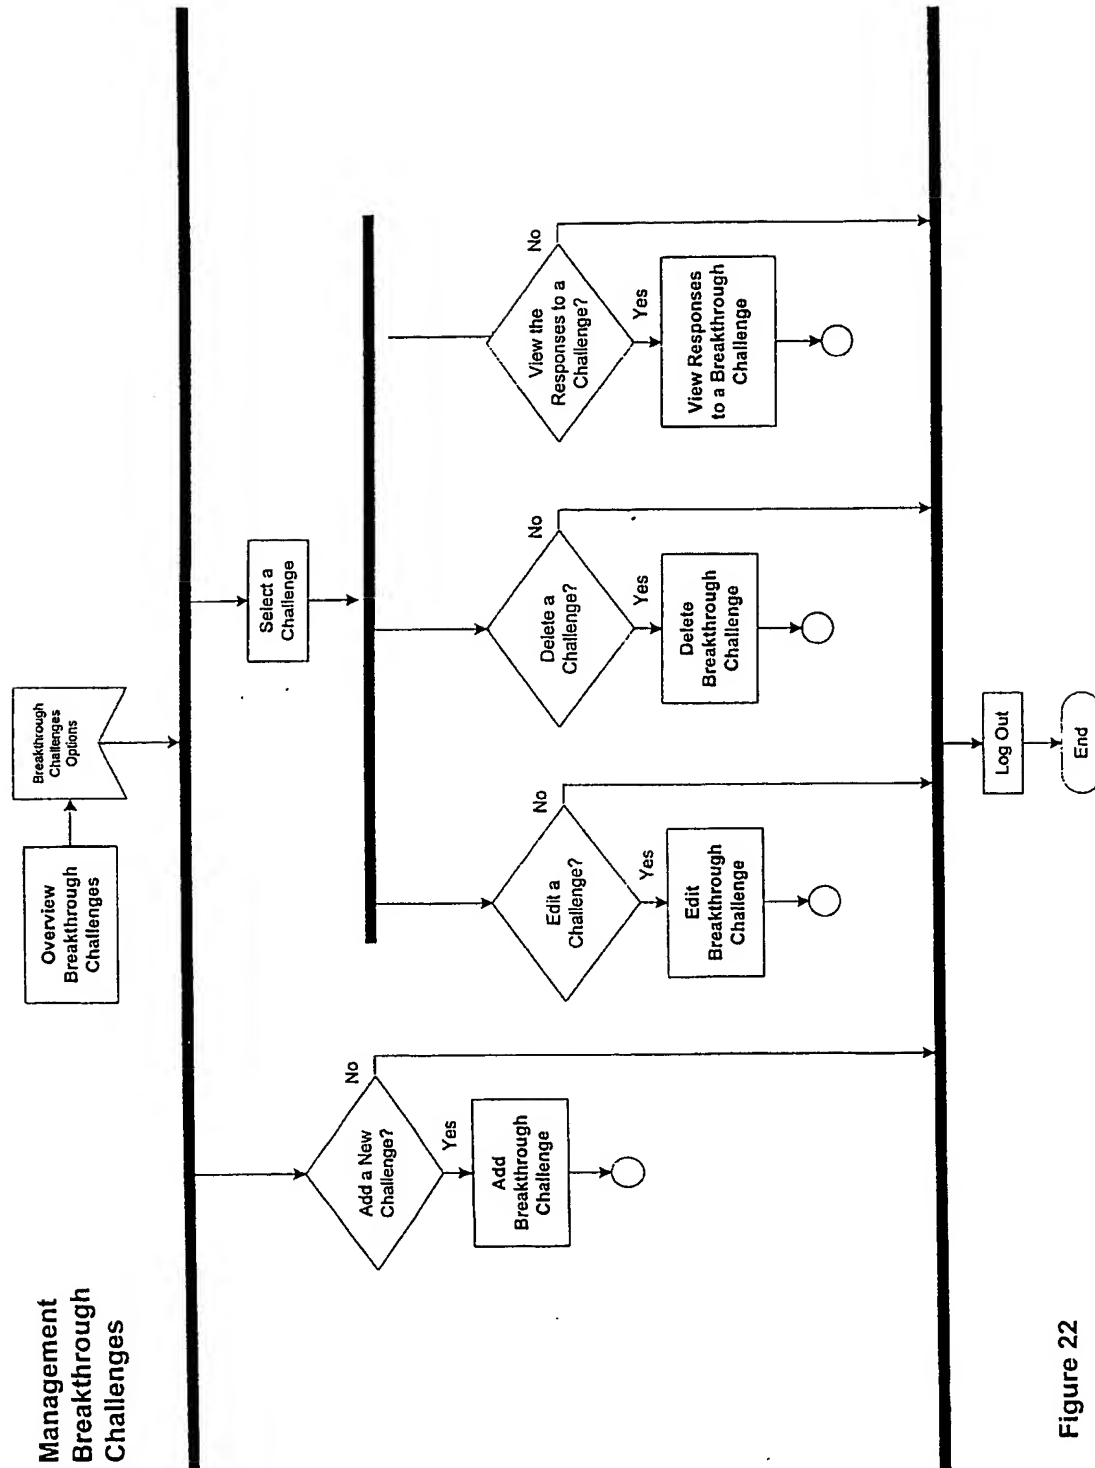 Management
Breakthrough
Challenges
Overview
Breakthrough
Challenges
Breakthrough
Challenges
Options
Add a New
Challenge?
No
Yes
Add
Breakthrough
Challenge
Select a
Challenge
Edit a
Challenge?
No
Yes
Edit
Breakthrough
Challenge
Delete a
Challenge?
No
Yes
Delete
Breakthrough
Challenge
View the
Responses to a
Challenge?
No
Yes
View Responses
to a Breakthrough
Challenge
Log Out
End
Figure 22